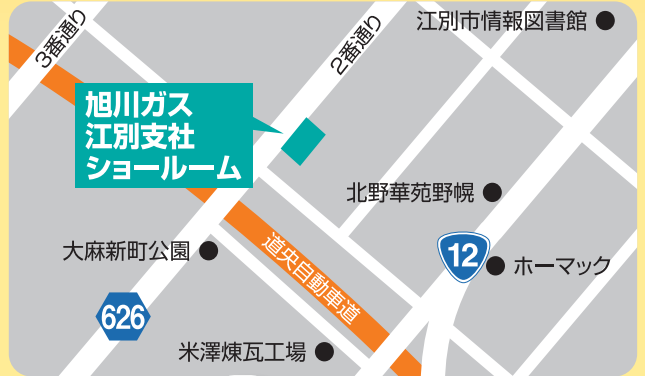 3番通り
2番通り
江別市情報図書館
旭川ガス
江別支社
ショールーム
北野華苑野幌
大麻新町公園
道央自動車道
12
ホーマック
626
米澤煉瓦工場